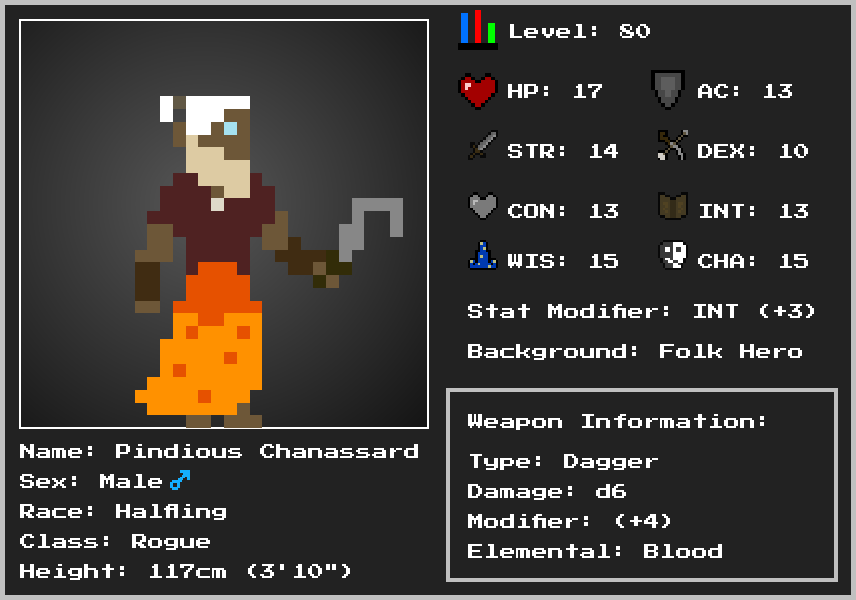 Level: 80
HP: 17 AC: 13
STR: 14 DEX: 10
CON: 13 INT: 13
WIS: 15 CHA: 15
Stat Modifier: INT (+3)
Background: Folk Hero
Weapon Information:
Type: Dagger
Damage: d6
Modifier: (+4)
Elemental: Blood
Name: Pindious Chanassard
Sex: Male ♂
Race: Halfling
Class: Rogue
Height: 117cm (3'10")